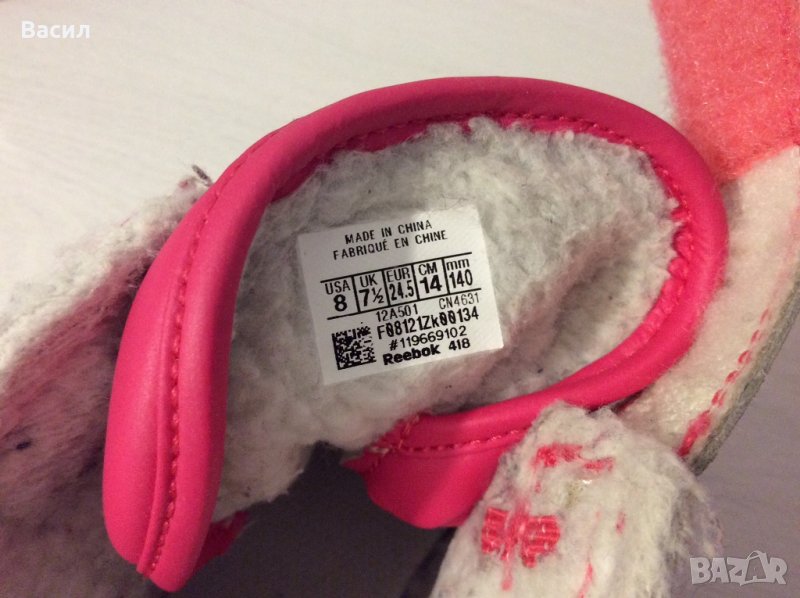 Васил
MADE IN CHINA
FABRIQUÉ EN CHINE
USA UK EUR CM mm
8 7½ 24.5 14 140
12A501 CN4631
F08121Zk00134
#119669102
Reebok 418
BAZAR